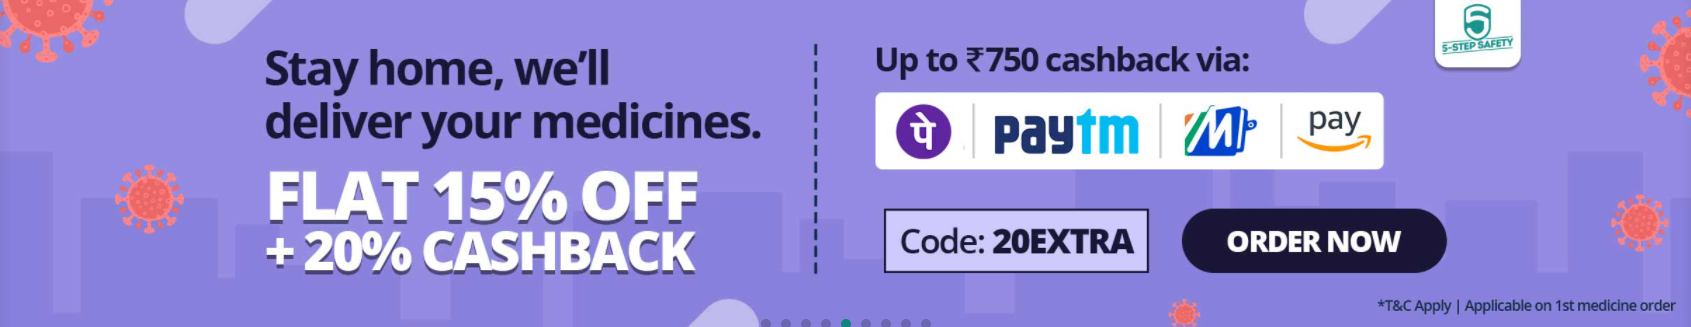 Stay home, we'll
deliver your medicines.
FLAT 15% OFF
+ 20% CASHBACK
Up to ₹750 cashback via:
पे
paytm
M
pay
Code: 20EXTRA
ORDER NOW
5
5-STEP SAFETY
*T&C Apply | Applicable on 1st medicine order